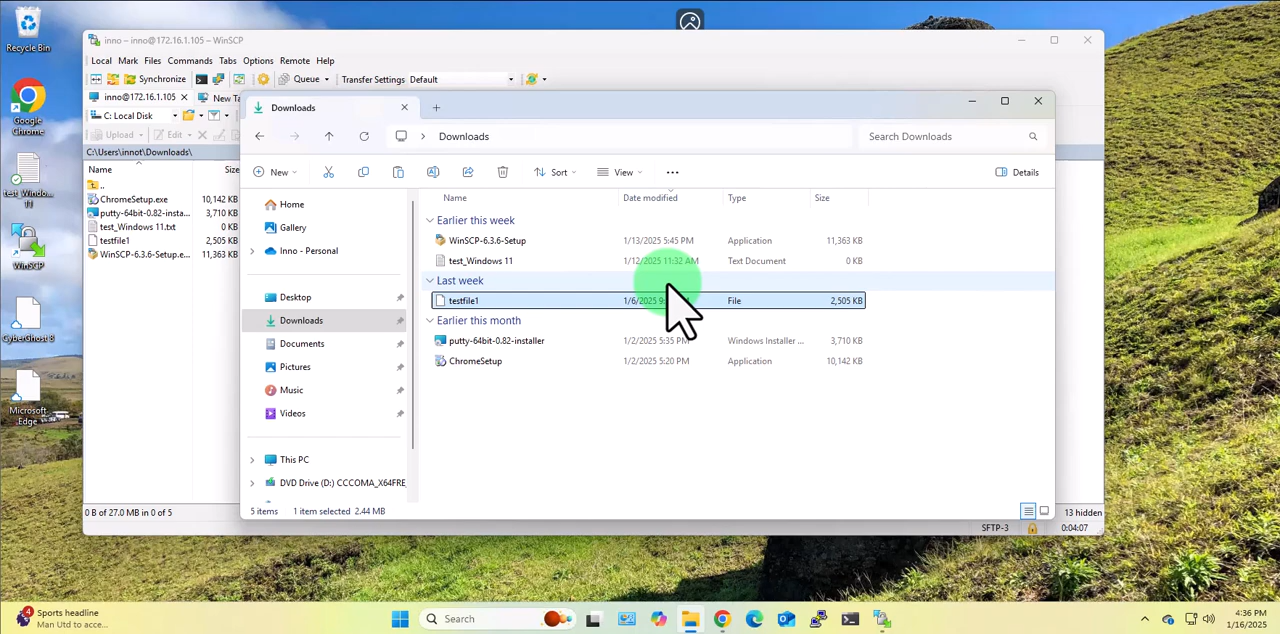 Recycle Bin
Google
Chrome
test_Windo...
11
WinSCP
CyberGhost 8
Microsoft
Edge
inno – inno@172.16.1.105 – WinSCP
Local Mark Files Commands Tabs Options Remote Help
Synchronize Queue Transfer Settings Default
inno@172.16.1.105 × New Ta
C: Local Disk
Upload Edit
C:\Users\innot\Downloads\
Name Size
..
ChromeSetup.exe 10,142 KB
putty-64bit-0.82-insta... 3,710 KB
test_Windows 11.txt 0 KB
testfile1 2,505 KB
WinSCP-6.3.6-Setup.e... 11,363 KB
0 B of 27.0 MB in 0 of 5
13 hidden
SFTP-3 0:04:07
Downloads
Downloads
Search Downloads
New Sort View ... Details
Home
Gallery
Inno - Personal
Desktop
Downloads
Documents
Pictures
Music
Videos
This PC
DVD Drive (D:) CCCOMA_X64FRE
Name Date modified Type Size
Earlier this week
WinSCP-6.3.6-Setup 1/13/2025 5:45 PM Application 11,363 KB
test_Windows 11 1/12/2025 11:32 AM Text Document 0 KB
Last week
testfile1 1/6/2025 File 2,505 KB
Earlier this month
putty-64bit-0.82-installer 1/2/2025 5:35 PM Windows Installer ... 3,710 KB
ChromeSetup 1/2/2025 5:20 PM Application 10,142 KB
5 items 1 item selected 2.44 MB
4
Sports headline
Man Utd to acce...
Search
4:36 PM
1/16/2025